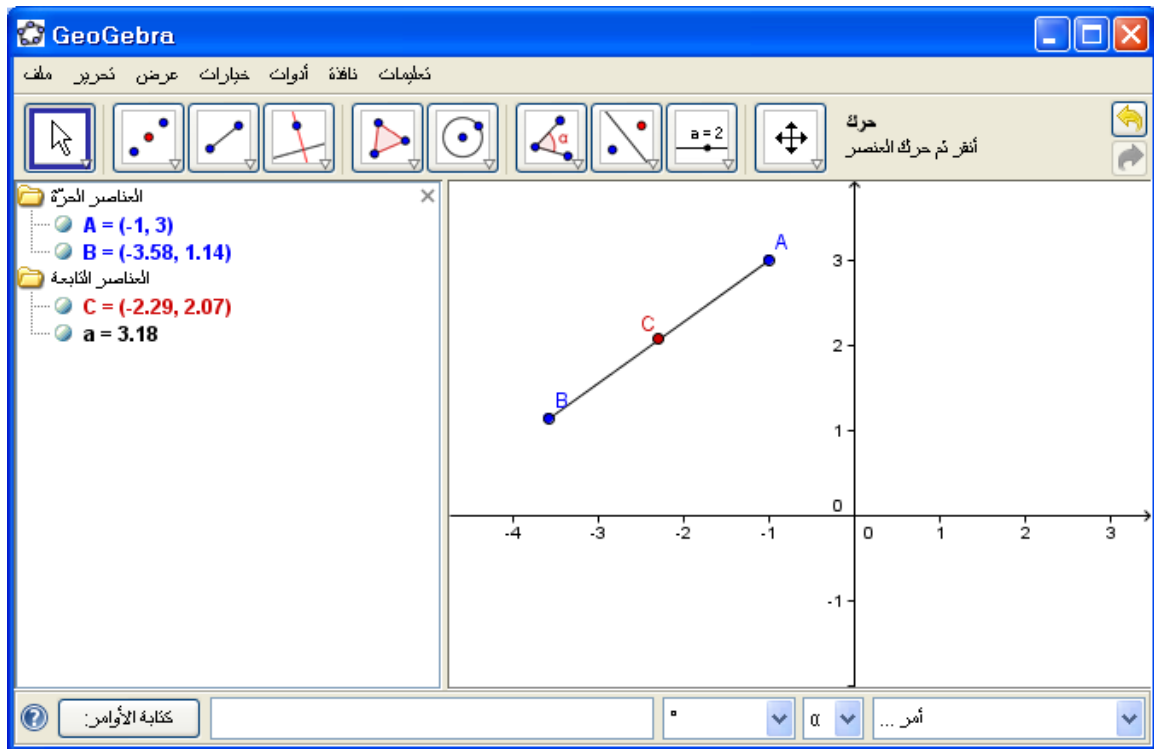 GeoGebra
ملف تحرير عرض خيارات أدوات نافذة تعليمات
α
a = 2
حرك
أنقر ثم حرك العنصر
العناصر الحرّة
A = (-1, 3)
B = (-3.58, 1.14)
العناصر التابعة
C = (-2.29, 2.07)
a = 3.18
A
3
C
2
B
1
0
-4 -3 -2 -1 0 1 2 3
-1
كتابة الأوامر:
°
α
أمر ...